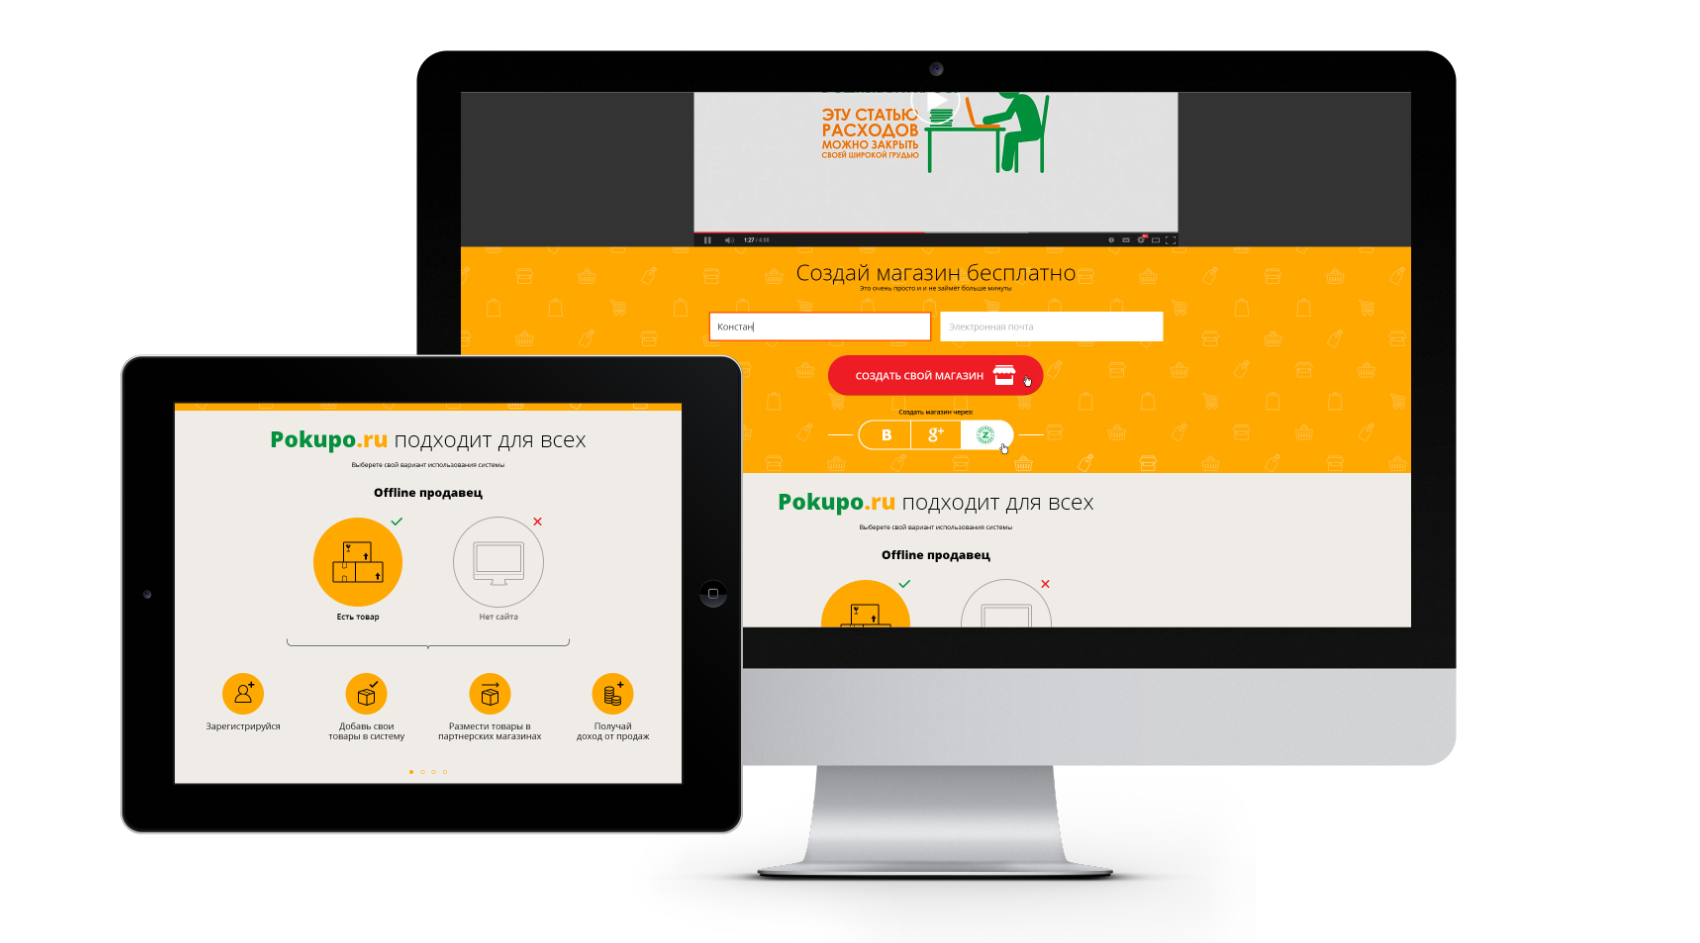 ЭТУ СТАТЬЮ
РАСХОДОВ
МОЖНО ЗАКРЫТЬ
СВОЕЙ ШИРОКОЙ ГРУДЬЮ
1:27
Создай магазин бесплатно
Это очень просто и и не займёт больше минуты
Констан
Электронная почта
СОЗДАТЬ СВОЙ МАГАЗИН
Создать магазин через:
B
g+
Z
Pokupo.ru подходит для всех
Выберете свой вариант использования системы
Offline продавец
Pokupo.ru подходит для всех
Выберете свой вариант использования системы
Offline продавец
Есть товар
Нет сайта
Зарегистрируйся
Добавь свои
товары в систему
Размести товары в
партнерских магазинах
Получай
доход от продаж